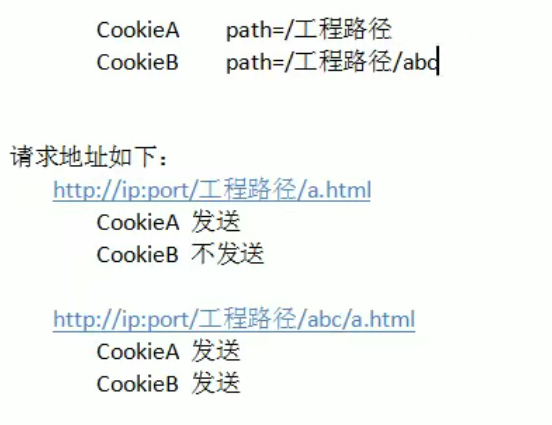 CookieA path=/工程路径
CookieB path=/工程路径/abc
请求地址如下：
http://ip:port/工程路径/a.html
CookieA 发送
CookieB 不发送
http://ip:port/工程路径/abc/a.html
CookieA 发送
CookieB 发送